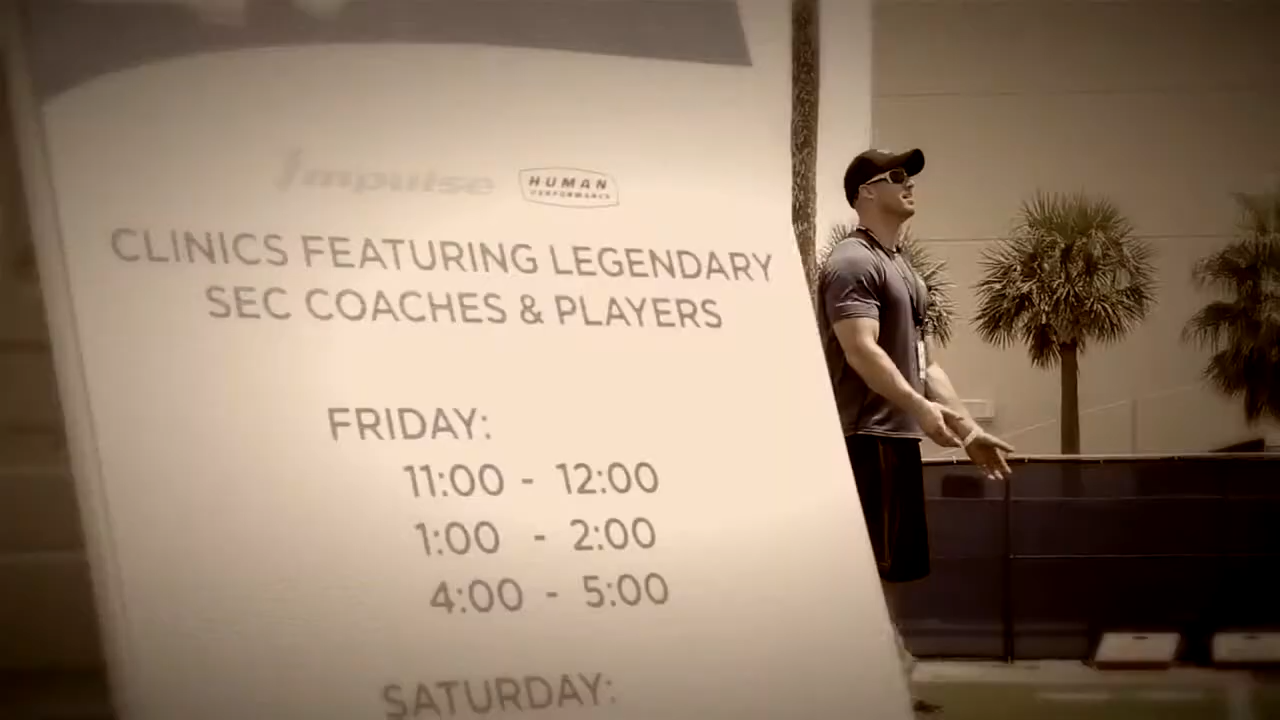 Impulse HUMAN
PERFORMANCE
CLINICS FEATURING LEGENDARY
SEC COACHES & PLAYERS
FRIDAY:
11:00 - 12:00
1:00 - 2:00
4:00 - 5:00
SATURDAY: